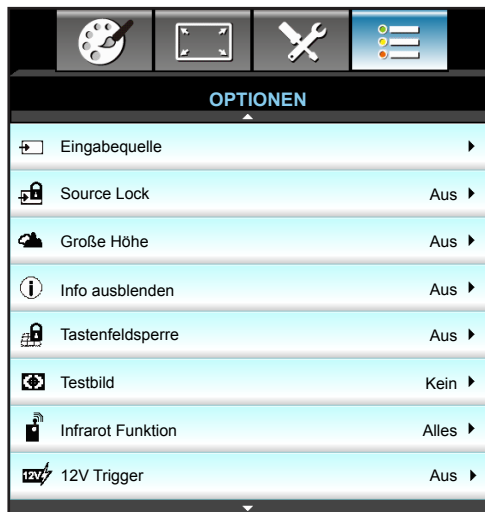 OPTIONEN
Eingabequelle
Source Lock Aus
Große Höhe Aus
Info ausblenden Aus
Tastenfeldsperre Aus
Testbild Kein
Infrarot Funktion Alles
12V 12V Trigger Aus